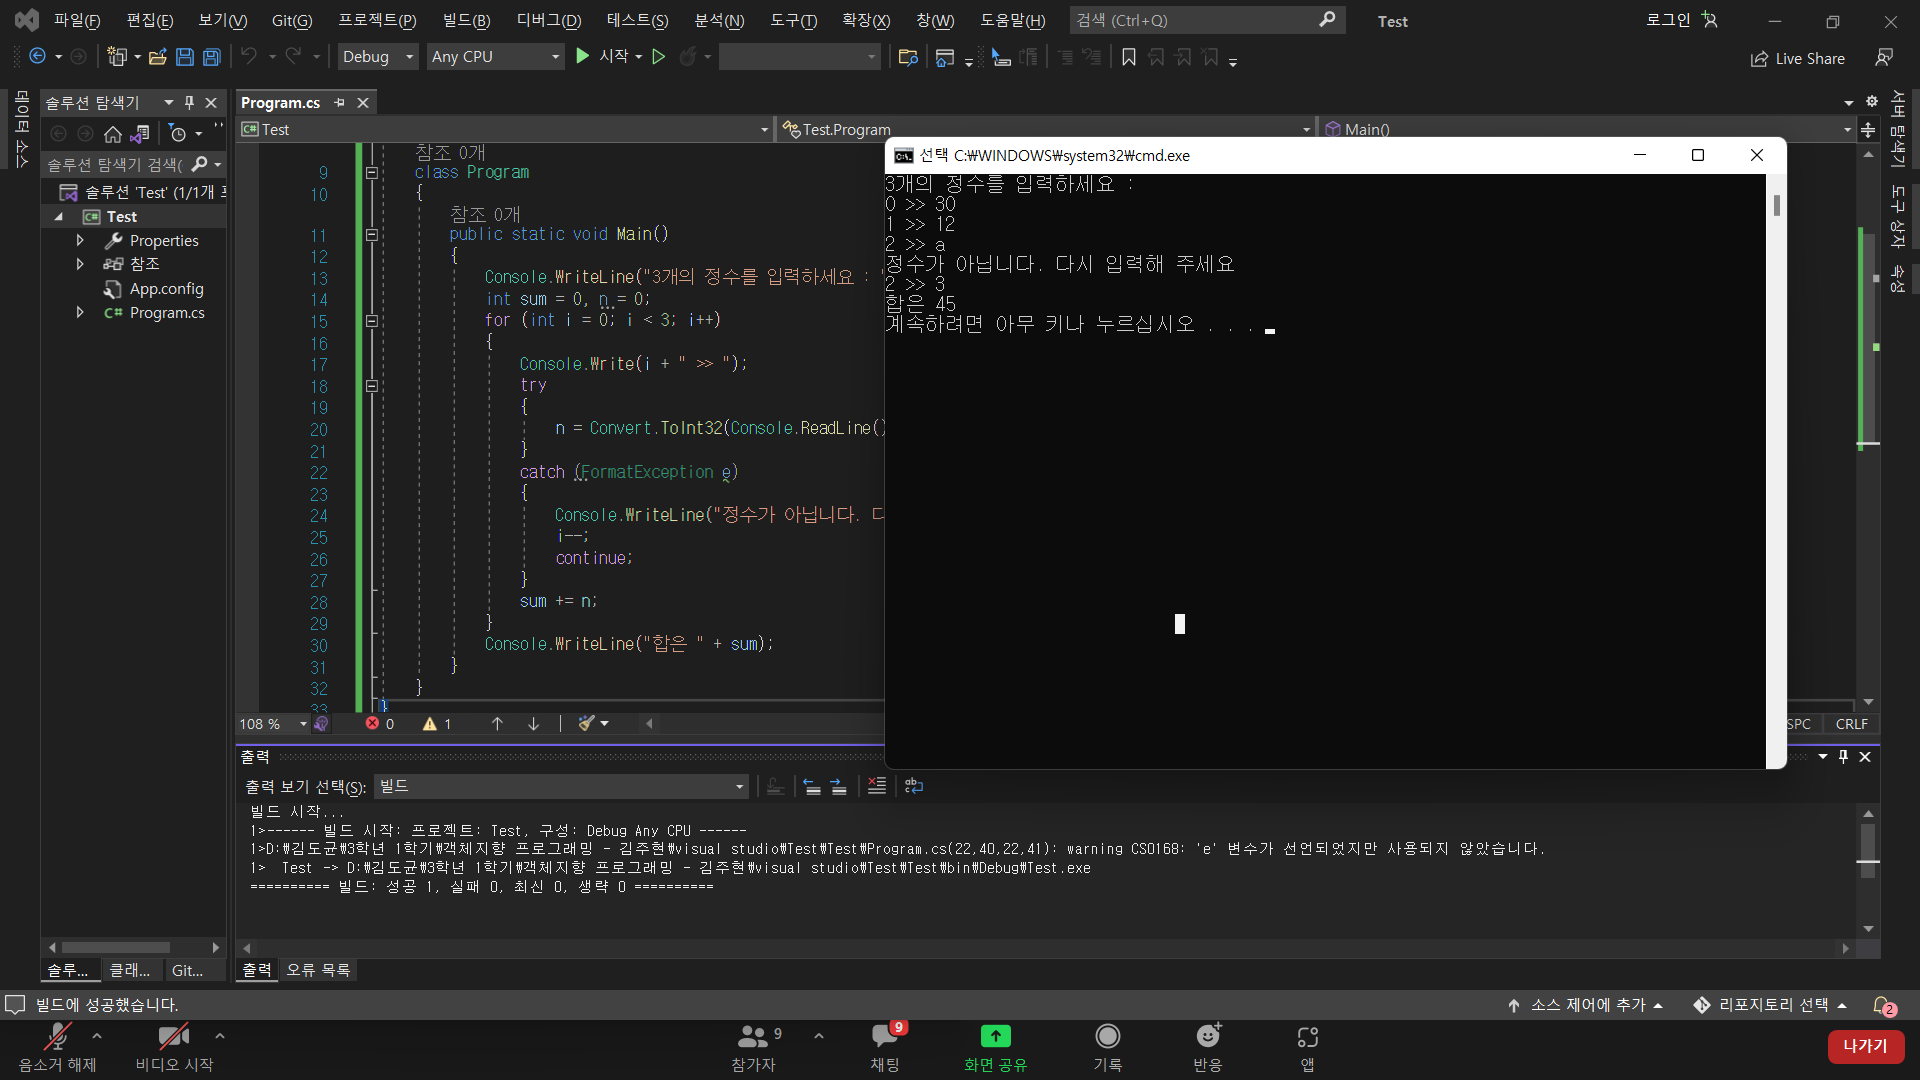 파일(F) 편집(E) 보기(V) Git(G) 프로젝트(P) 빌드(B) 디버그(D) 테스트(S) 분석(N) 도구(T) 확장(X) 창(W) 도움말(H) 검색 (Ctrl+Q) Test 로그인
Debug Any CPU 시작 Live Share
데이터 소스
솔루션 탐색기
솔루션 탐색기 검색(
솔루션 'Test' (1/1개 프
Test
Properties
참조
App.config
Program.cs
솔루... 클래... Git...
Program.cs
Test Test.Program Main()
참조 0개
9 class Program
10 {
참조 0개
11 public static void Main()
12 {
13 Console.WriteLine("3개의 정수를 입력하세요 : "
14 int sum = 0, n = 0;
15 for (int i = 0; i < 3; i++)
16 {
17 Console.Write(i + " >> ");
18 try
19 {
20 n = Convert.ToInt32(Console.ReadLine()
21 }
22 catch (FormatException e)
23 {
24 Console.WriteLine("정수가 아닙니다. 다
25 i--;
26 continue;
27 }
28 sum += n;
29 }
30 Console.WriteLine("합은 " + sum);
31 }
32 }
33 }
108 % 0 1 SPC CRLF
선택 C:₩WINDOWS₩system32₩cmd.exe
3개의 정수를 입력하세요 :
0 >> 30
1 >> 12
2 >> a
정수가 아닙니다. 다시 입력해 주세요
2 >> 3
합은 45
계속하려면 아무 키나 누르십시오 . . .
서버 탐색기
도구 상자
속성
출력
출력 보기 선택(S): 빌드
빌드 시작...
1>------ 빌드 시작: 프로젝트: Test, 구성: Debug Any CPU ------
1>D:₩김도균₩3학년 1학기₩객체지향 프로그래밍 - 김주현₩visual studio₩Test₩Test₩Program.cs(22,40,22,41): warning CS0168: 'e' 변수가 선언되었지만 사용되지 않았습니다.
1>  Test -> D:₩김도균₩3학년 1학기₩객체지향 프로그래밍 - 김주현₩visual studio₩Test₩Test₩bin₩Debug₩Test.exe
========== 빌드: 성공 1, 실패 0, 최신 0, 생략 0 ==========
출력 오류 목록
빌드에 성공했습니다. 소스 제어에 추가 리포지토리 선택 2
음소거 해제 비디오 시작 참가자 9 채팅 9 화면 공유 기록 반응 앱 나가기